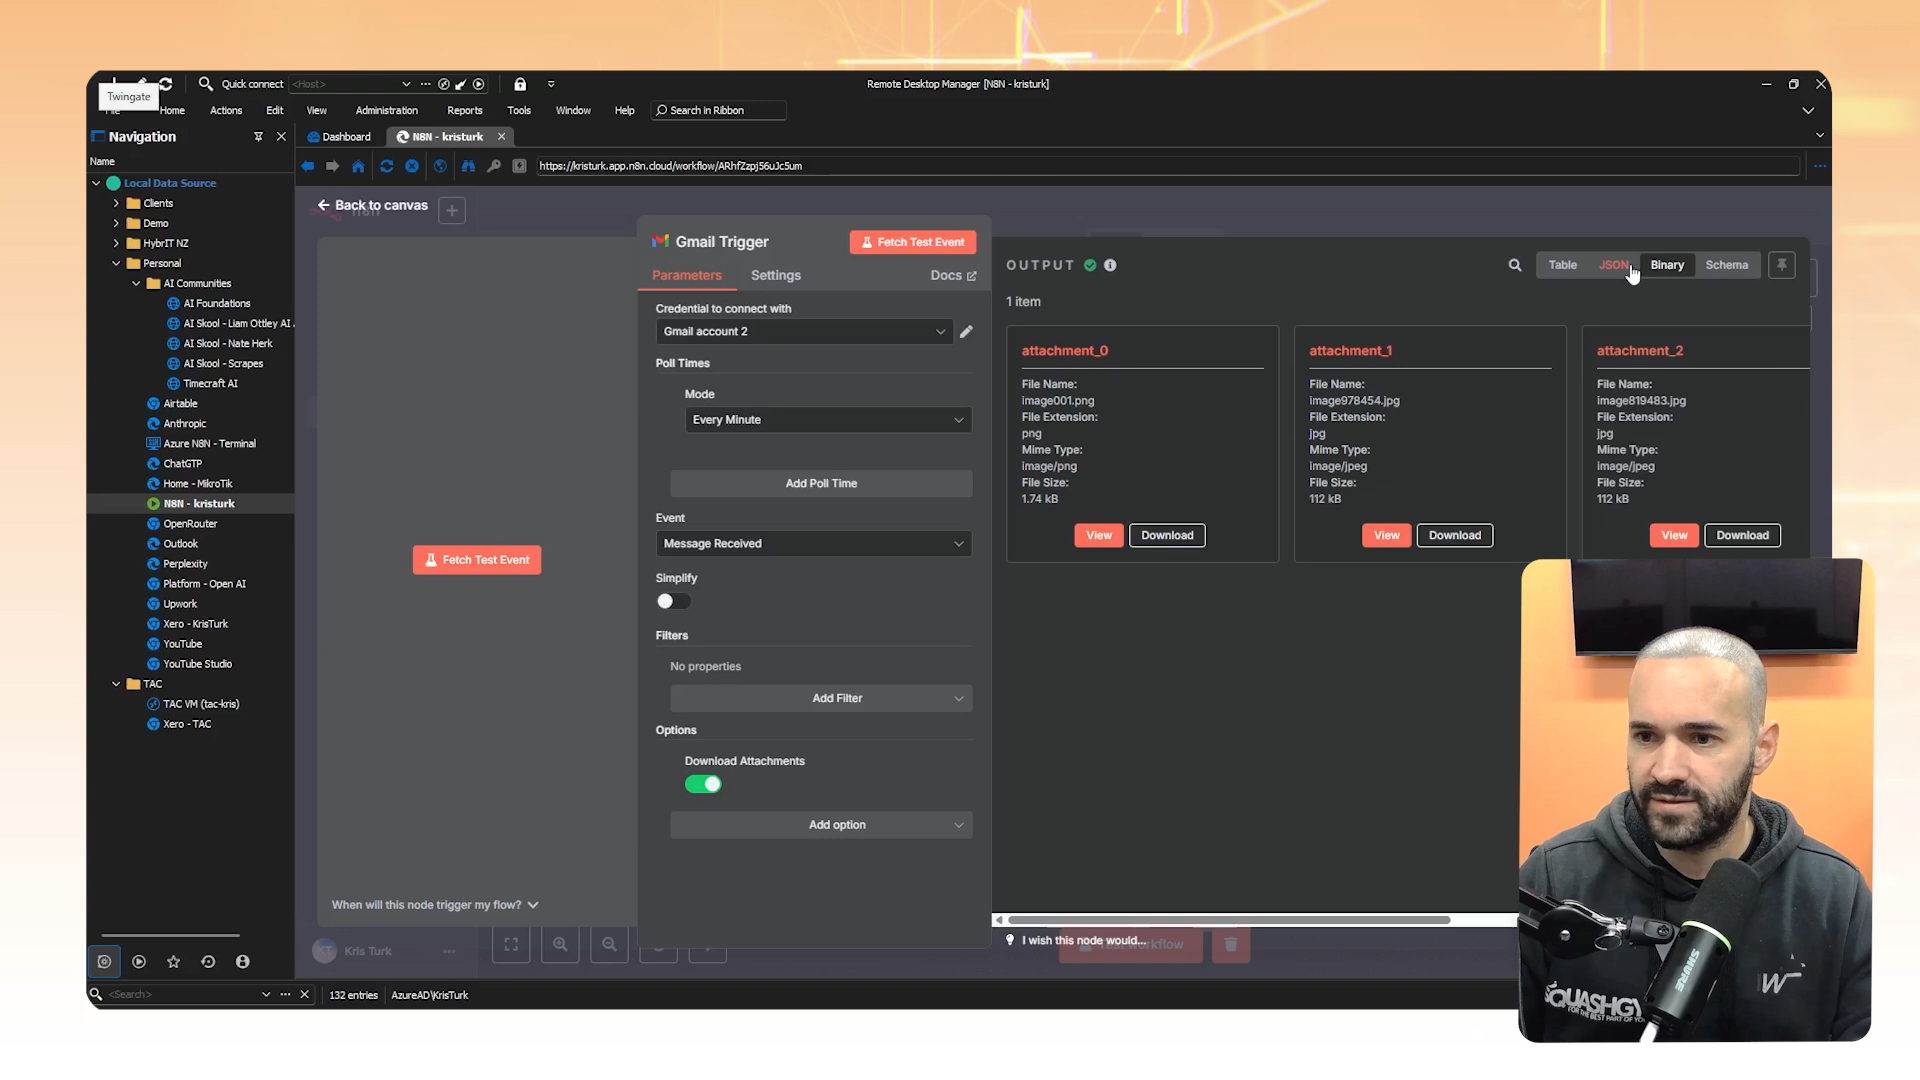 Quick connect <Host>
Remote Desktop Manager [N8N - kristurk]
Twingate
Home Actions Edit View Administration Reports Tools Window Help Search in Ribbon
Navigation
Dashboard N8N - kristurk
Name
https://kristurk.app.n8n.cloud/workflow/ARhfZzpj56uJc5um
Local Data Source
Clients
Demo
HybrIT NZ
Personal
AI Communities
AI Foundations
AI Skool - Liam Ottley AI
AI Skool - Nate Herk
AI Skool - Scrapes
Timecraft AI
Airtable
Anthropic
Azure N8N - Terminal
ChatGTP
Home - MikroTik
N8N - kristurk
OpenRouter
Outlook
Perplexity
Platform - Open AI
Upwork
Xero - KrisTurk
YouTube
YouTube Studio
TAC
TAC VM (tac-kris)
Xero - TAC
<Search>
132 entries
AzureAD\KrisTurk
Back to canvas
Fetch Test Event
When will this node trigger my flow?
Kris Turk
Gmail Trigger
Fetch Test Event
Parameters Settings Docs
Credential to connect with
Gmail account 2
Poll Times
Mode
Every Minute
Add Poll Time
Event
Message Received
Simplify
Filters
No properties
Add Filter
Options
Download Attachments
Add option
OUTPUT
Table JSON Binary Schema
1 item
attachment_0
File Name:
image001.png
File Extension:
png
Mime Type:
image/png
File Size:
1.74 kB
View Download
attachment_1
File Name:
image978454.jpg
File Extension:
jpg
Mime Type:
image/jpeg
File Size:
112 kB
View Download
attachment_2
File Name:
image819483.jpg
File Extension:
jpg
Mime Type:
image/jpeg
File Size:
112 kB
View Download
I wish this node would...
workflow
SHURE
SQUASHGY
FOR THE BEST PART OF YO